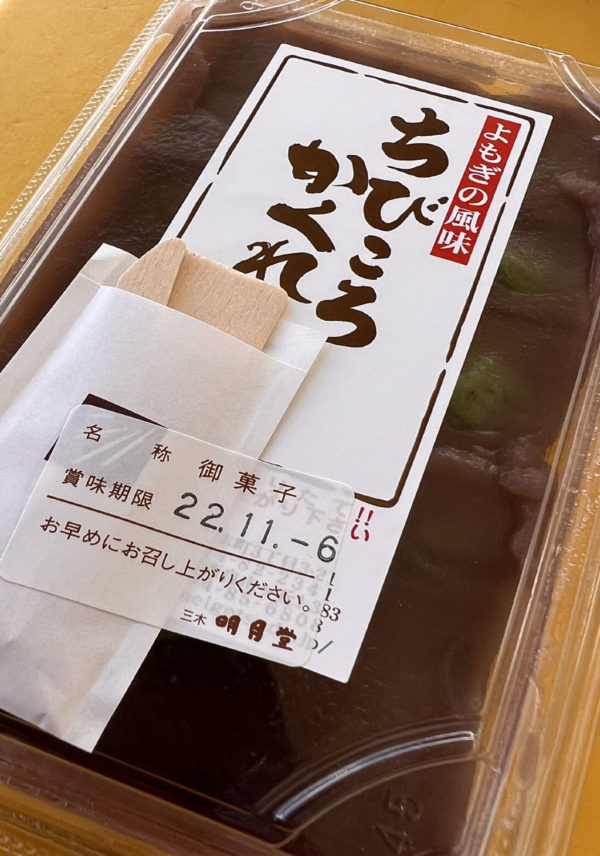 よもぎの風味
ちびころ
かくれ
名称 御菓子
賞味期限 22.11.-6
お早めにお召し上がりください。
三木 明月堂
!!
い
83